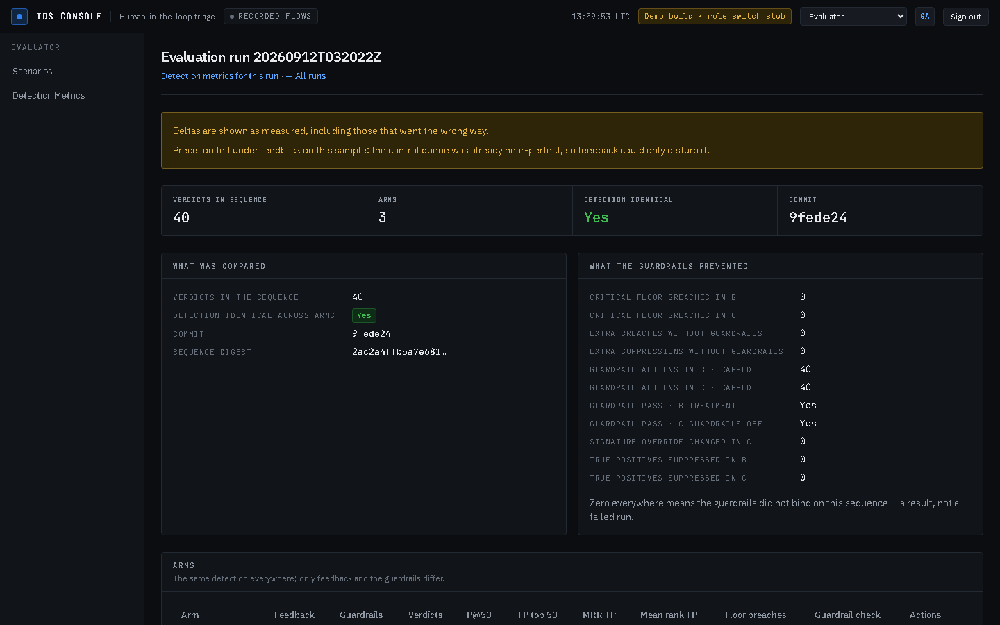 IDS CONSOLE
Human-in-the-loop triage
RECORDED FLOWS
13:59:53 UTC
Demo build · role switch stub
Evaluator
GA
Sign out
EVALUATOR
Scenarios
Detection Metrics
Evaluation run 20260912T032022Z
Detection metrics for this run · ← All runs
Deltas are shown as measured, including those that went the wrong way.
Precision fell under feedback on this sample: the control queue was already near-perfect, so feedback could only disturb it.
VERDICTS IN SEQUENCE
40
ARMS
3
DETECTION IDENTICAL
Yes
COMMIT
9fede24
WHAT WAS COMPARED
VERDICTS IN THE SEQUENCE 40
DETECTION IDENTICAL ACROSS ARMS Yes
COMMIT 9fede24
SEQUENCE DIGEST 2ac2a4ffb5a7e681…
WHAT THE GUARDRAILS PREVENTED
CRITICAL FLOOR BREACHES IN B 0
CRITICAL FLOOR BREACHES IN C 0
EXTRA BREACHES WITHOUT GUARDRAILS 0
EXTRA SUPPRESSIONS WITHOUT GUARDRAILS 0
GUARDRAIL ACTIONS IN B · CAPPED 40
GUARDRAIL ACTIONS IN C · CAPPED 40
GUARDRAIL PASS · B-TREATMENT Yes
GUARDRAIL PASS · C-GUARDRAILS-OFF Yes
SIGNATURE OVERRIDE CHANGED IN C 0
TRUE POSITIVES SUPPRESSED IN B 0
TRUE POSITIVES SUPPRESSED IN C 0
Zero everywhere means the guardrails did not bind on this sequence — a result, not a
failed run.
ARMS
The same detection everywhere; only feedback and the guardrails differ.
Arm Feedback Guardrails Verdicts P@50 FP top 50 MRR TP Mean rank TP Floor breaches Guardrail check Actions